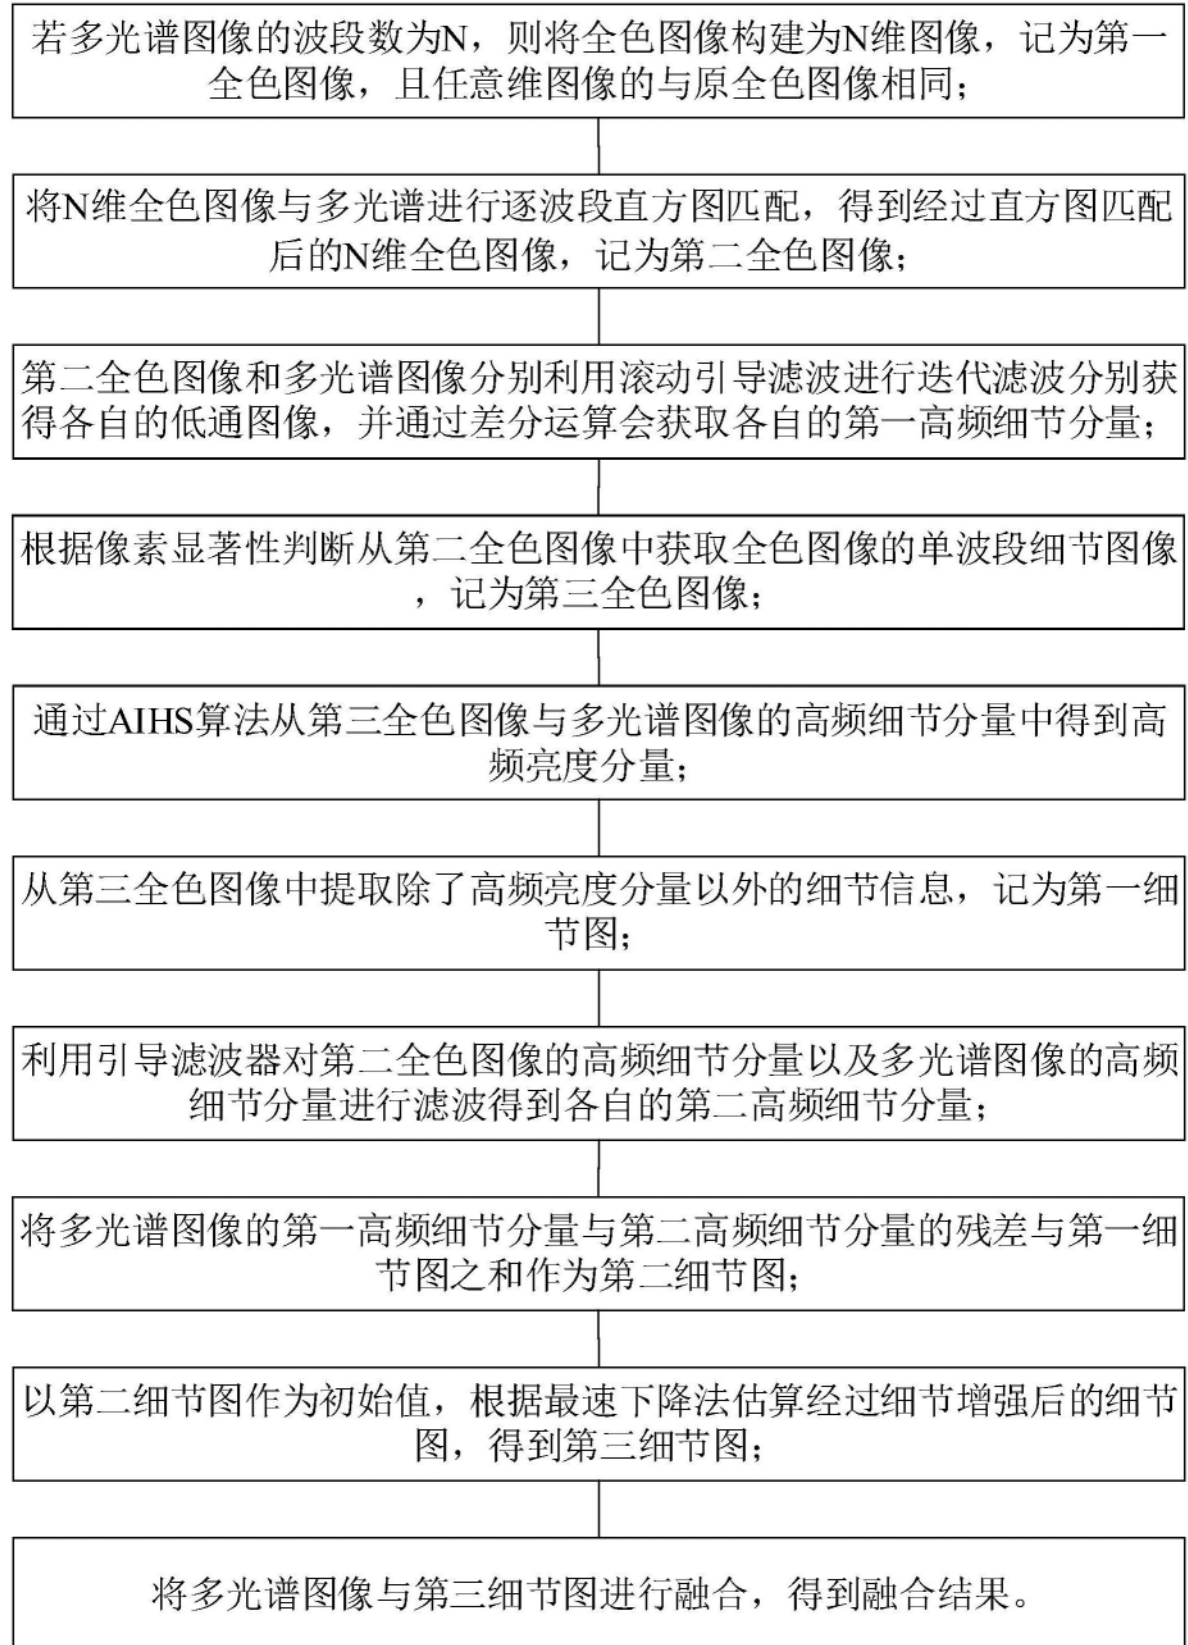 若多光谱图像的波段数为N，则将全色图像构建为N维图像，记为第一
全色图像，且任意维图像的与原全色图像相同；
将N维全色图像与多光谱进行逐波段直方图匹配，得到经过直方图匹配
后的N维全色图像，记为第二全色图像；
第二全色图像和多光谱图像分别利用滚动引导滤波进行迭代滤波分别获
得各自的低通图像，并通过差分运算会获取各自的第一高频细节分量；
根据像素显著性判断从第二全色图像中获取全色图像的单波段细节图像
，记为第三全色图像；
通过AIHS算法从第三全色图像与多光谱图像的高频细节分量中得到高
频亮度分量；
从第三全色图像中提取除了高频亮度分量以外的细节信息，记为第一细
节图；
利用引导滤波器对第二全色图像的高频细节分量以及多光谱图像的高频
细节分量进行滤波得到各自的第二高频细节分量；
将多光谱图像的第一高频细节分量与第二高频细节分量的残差与第一细
节图之和作为第二细节图；
以第二细节图作为初始值，根据最速下降法估算经过细节增强后的细节
图，得到第三细节图；
将多光谱图像与第三细节图进行融合，得到融合结果。